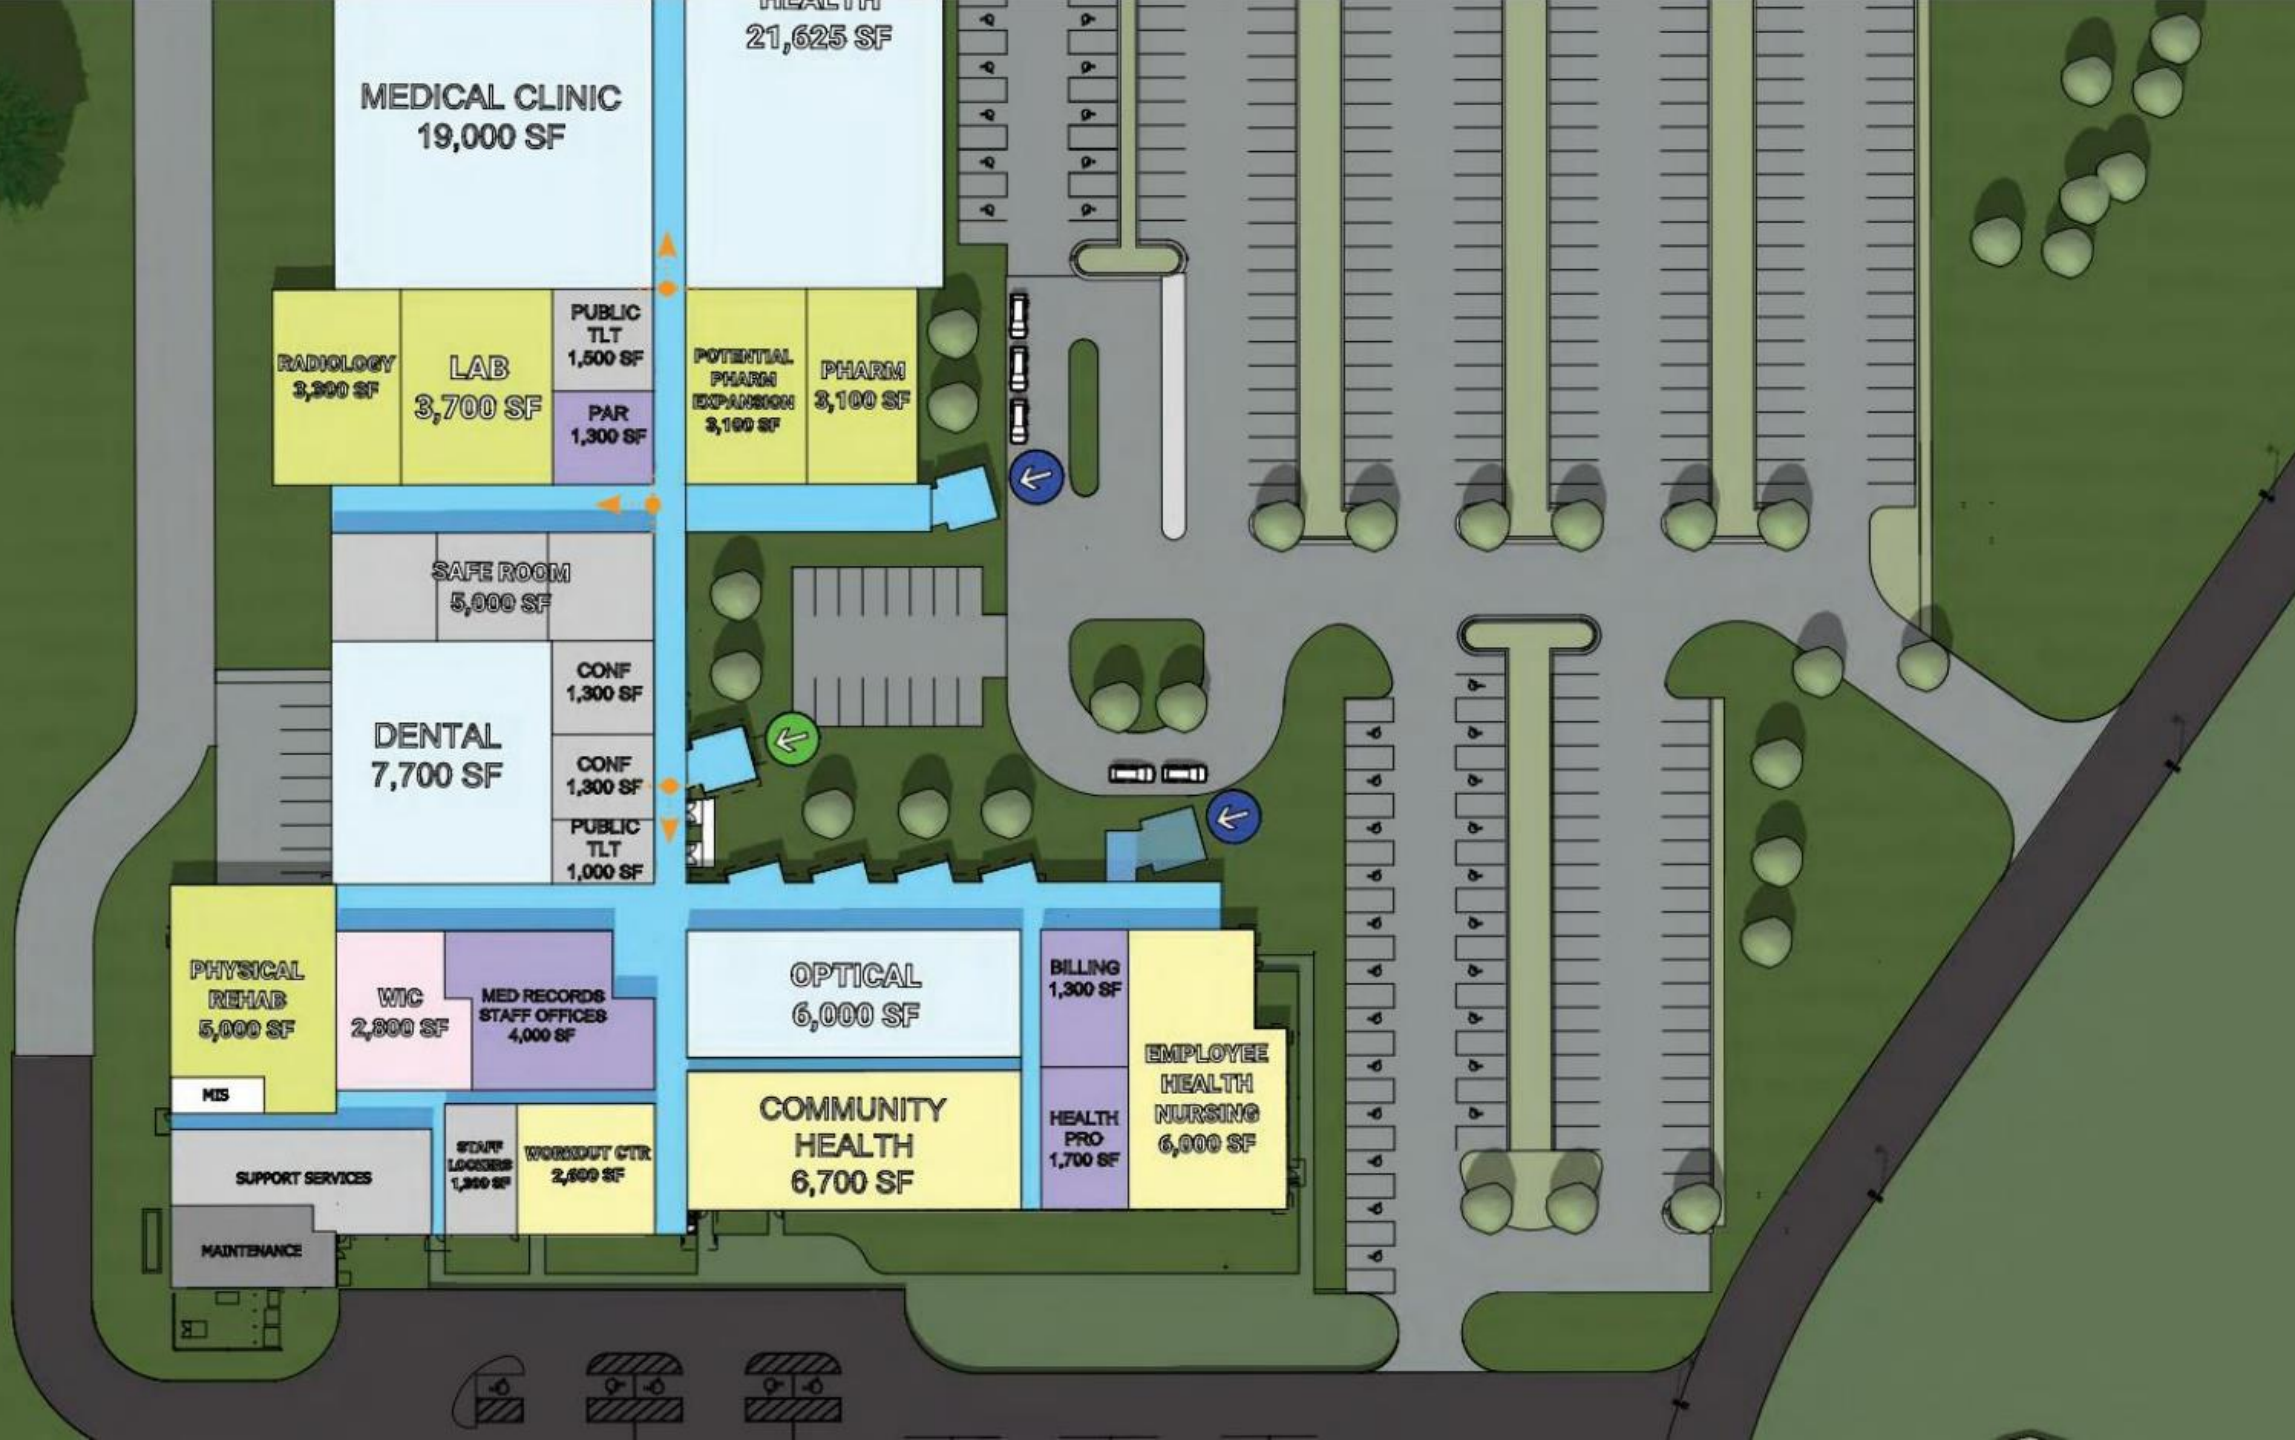 HEALTH
21,625 SF
MEDICAL CLINIC
19,000 SF
RADIOLOGY
3,300 SF
LAB
3,700 SF
PUBLIC
TLT
1,500 SF
PAR
1,300 SF
POTENTIAL
PHARM
EXPANSION
3,100 SF
PHARM
3,100 SF
SAFE ROOM
5,000 SF
DENTAL
7,700 SF
CONF
1,300 SF
CONF
1,300 SF
PUBLIC
TLT
1,000 SF
PHYSICAL
REHAB
5,000 SF
MIS
WIC
2,800 SF
MED RECORDS
STAFF OFFICES
4,000 SF
OPTICAL
6,000 SF
BILLING
1,300 SF
EMPLOYEE
HEALTH
NURSING
6,000 SF
COMMUNITY
HEALTH
6,700 SF
HEALTH
PRO
1,700 SF
SUPPORT SERVICES
STAFF
LOCKERS
1,300 SF
WORKOUT CTR
2,600 SF
MAINTENANCE